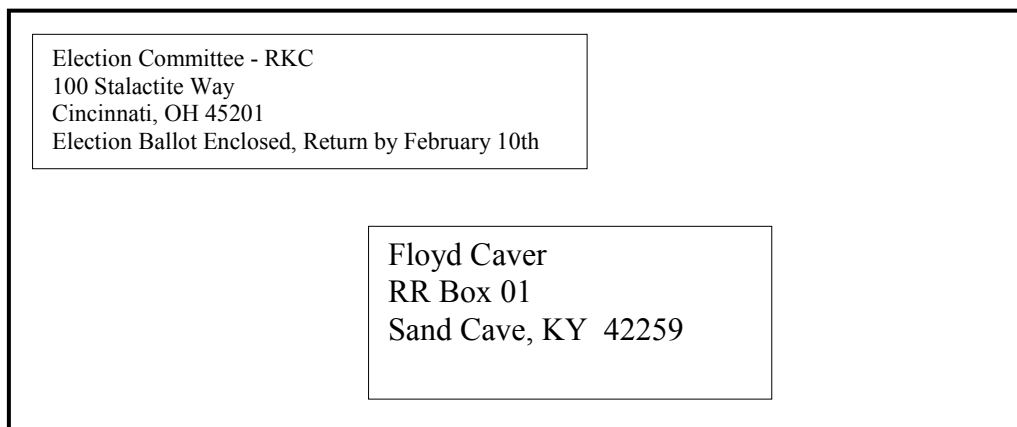 Election Committee - RKC
100 Stalactite Way
Cincinnati, OH 45201
Election Ballot Enclosed, Return by February 10th
Floyd Caver
RR Box 01
Sand Cave, KY  42259